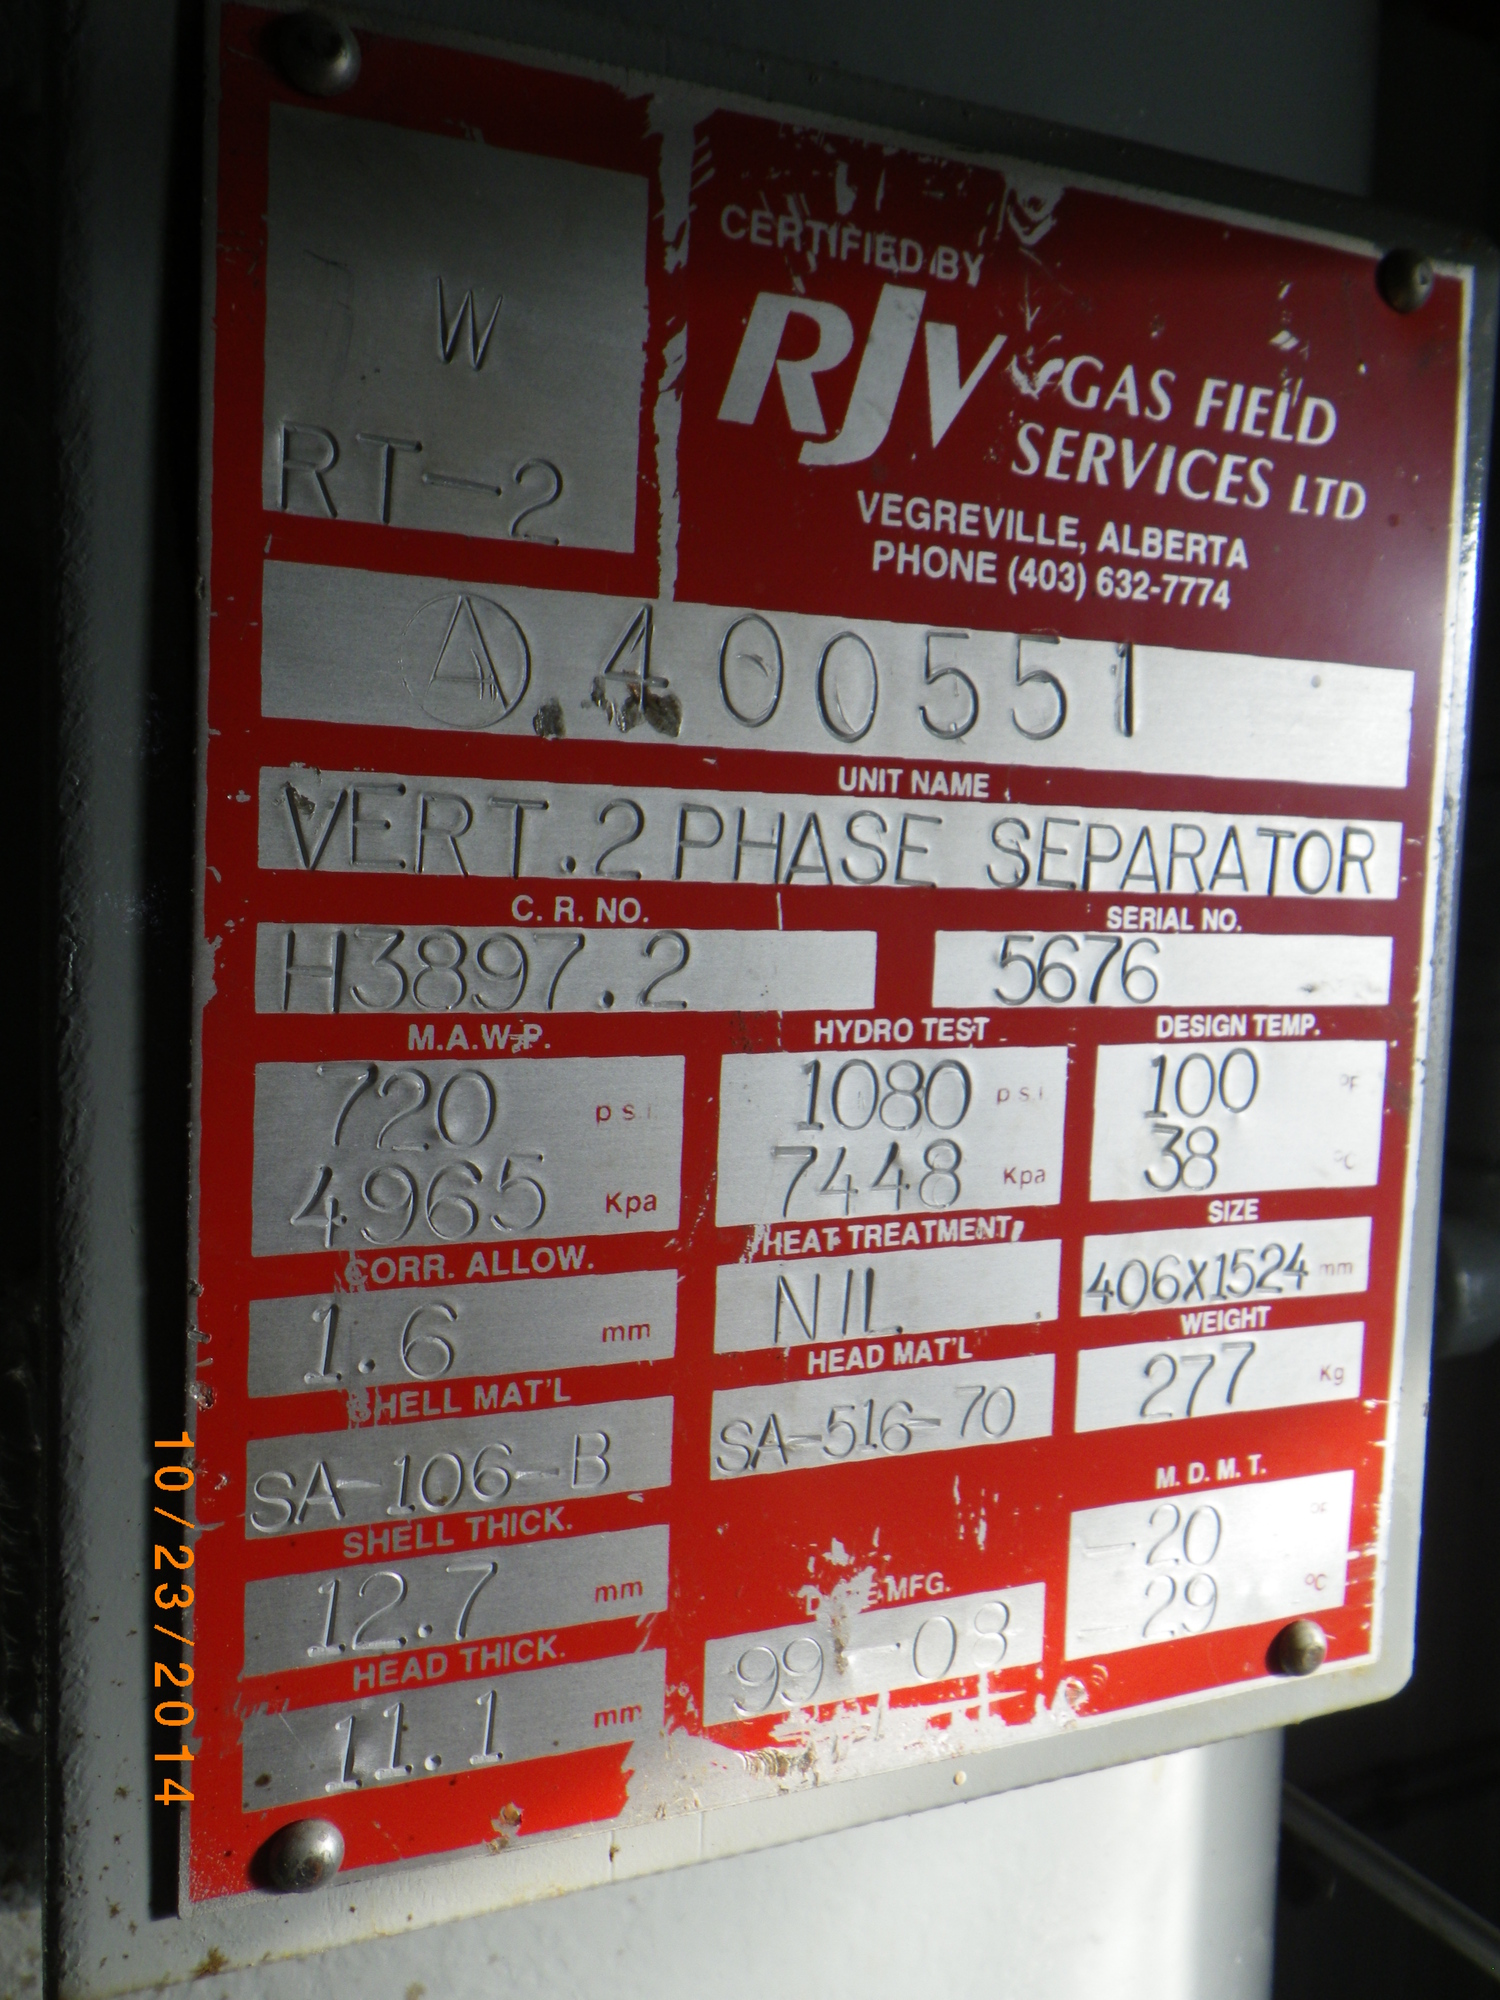 W
RT-2
CERTIFIED BY
RJV GAS FIELD
SERVICES LTD
VEGREVILLE, ALBERTA
PHONE (403) 632-7774
A 400551
UNIT NAME
VERT. 2 PHASE SEPARATOR
C. R. NO.
H3897.2
SERIAL NO.
5676
M.A.W.P.
720 psi
4965 Kpa
HYDRO TEST
1080 psi
7448 Kpa
DESIGN TEMP.
100 °F
38 °C
CORR. ALLOW.
1.6 mm
HEAT TREATMENT
NIL
SIZE
406X1524 mm
SHELL MAT'L
SA-106-B
HEAD MAT'L
SA-516-70
WEIGHT
277 Kg
SHELL THICK.
12.7 mm
M. D. M. T.
-20 °F
-29 °C
HEAD THICK.
11.1 mm
DATE MFG.
99-08
10/23/2014